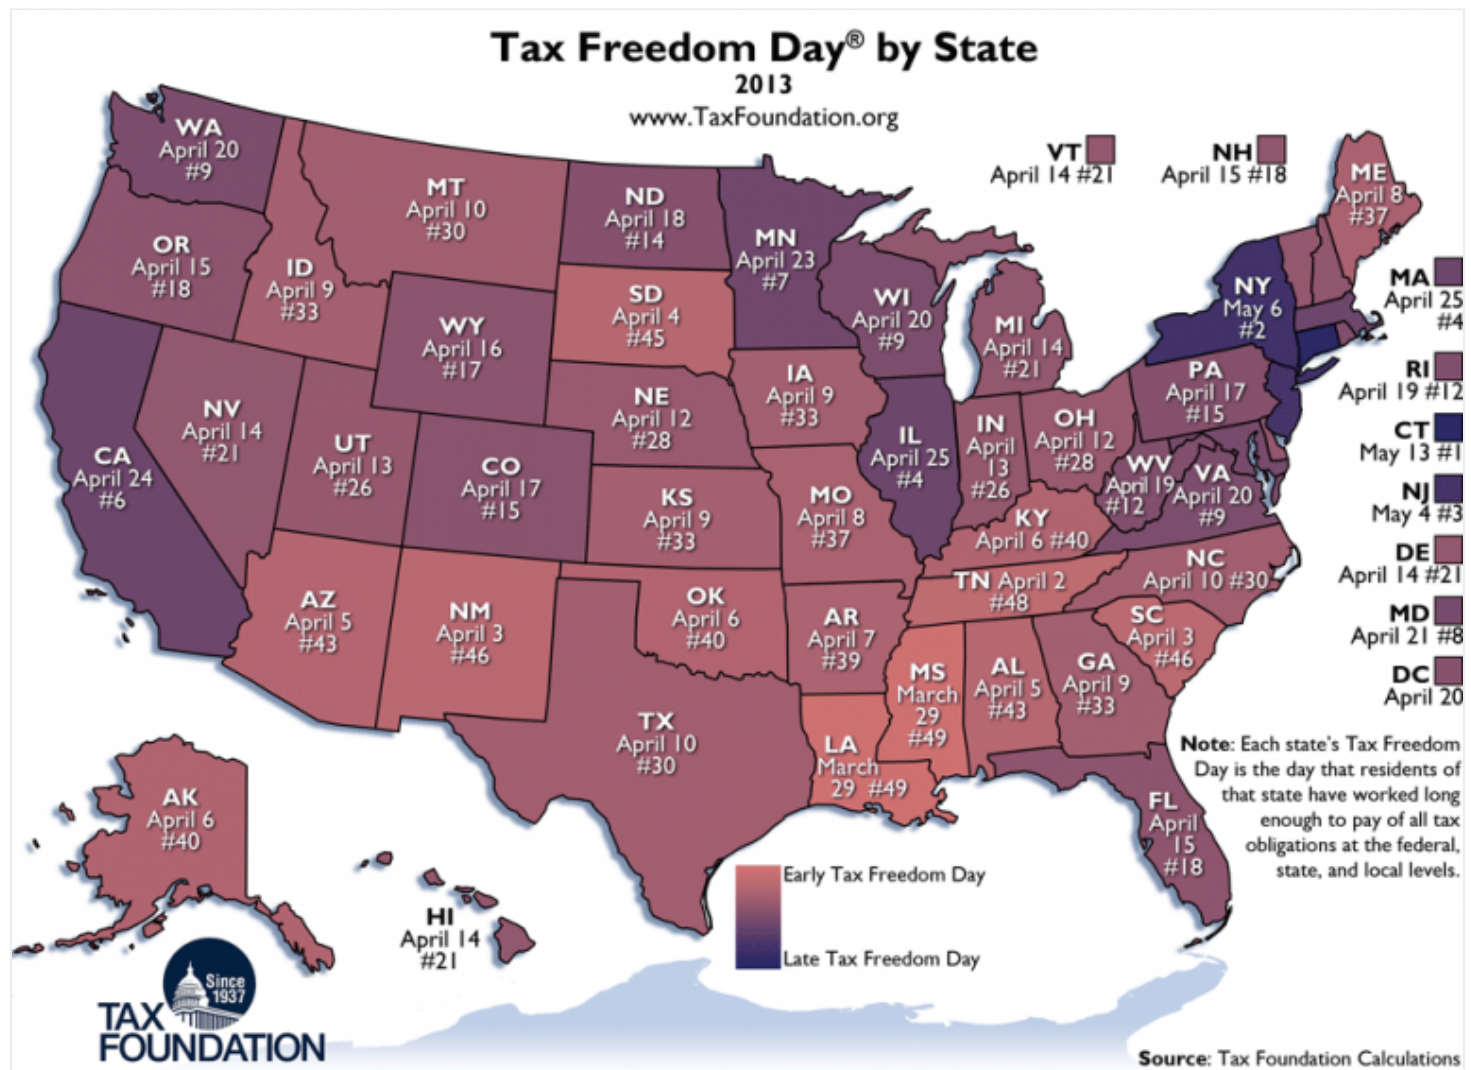 Tax Freedom Day® by State
2013
www.TaxFoundation.org
WA
April 20
#9
OR
April 15
#18
CA
April 24
#6
ID
April 9
#33
NV
April 14
#21
MT
April 10
#30
WY
April 16
#17
UT
April 13
#26
CO
April 17
#15
AZ
April 5
#43
NM
April 3
#46
ND
April 18
#14
SD
April 4
#45
NE
April 12
#28
KS
April 9
#33
OK
April 6
#40
TX
April 10
#30
MN
April 23
#7
IA
April 9
#33
MO
April 8
#37
AR
April 7
#39
LA
March
29 #49
WI
April 20
#9
IL
April 25
#4
MS
March
29
#49
MI
April 14
#21
IN
April
13
#26
OH
April 12
#28
KY
April 6 #40
TN April 2
#48
AL
April 5
#43
GA
April 9
#33
FL
April
15
#18
SC
April 3
#46
NC
April 10 #30
WV
April 19
#12
VA
April 20
#9
PA
April 17
#15
NY
May 6
#2
VT
April 14 #21
NH
April 15 #18
ME
April 8
#37
MA
April 25
#4
RI
April 19 #12
CT
May 13 #1
NJ
May 4 #3
DE
April 14 #21
MD
April 21 #8
DC
April 20
AK
April 6
#40
HI
April 14
#21
Note: Each state's Tax Freedom
Day is the day that residents of
that state have worked long
enough to pay of all tax
obligations at the federal,
state, and local levels.
Early Tax Freedom Day
Late Tax Freedom Day
Since
1937
TAX
FOUNDATION
Source: Tax Foundation Calculations